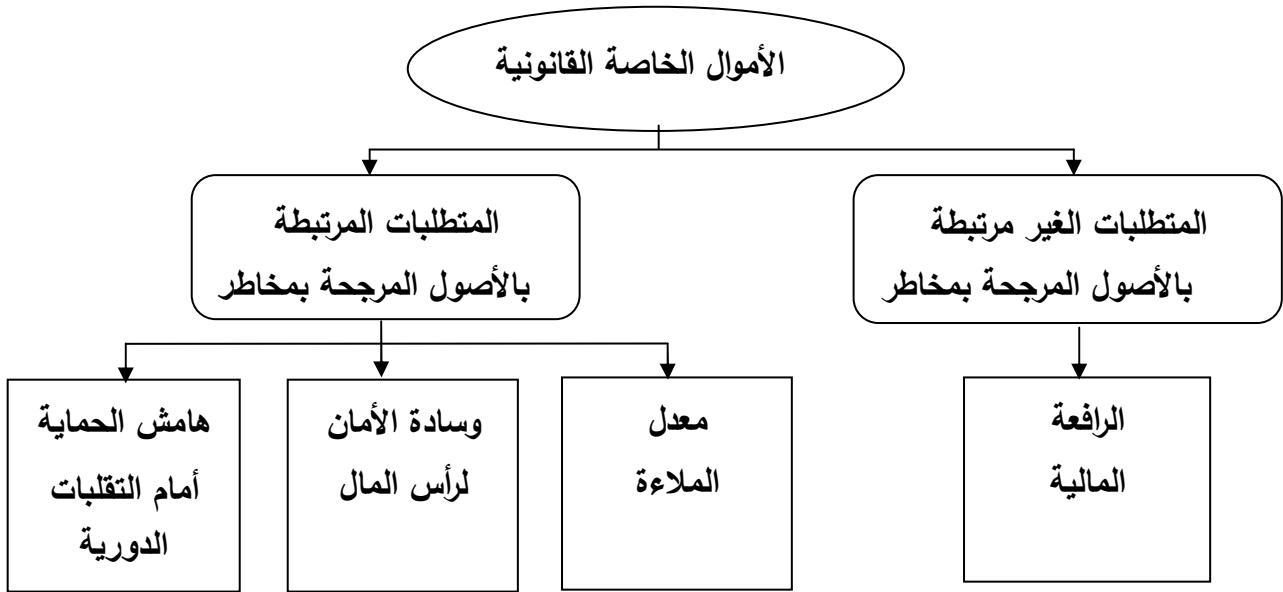 الأموال الخاصة القانونية
المتطلبات الغير مرتبطة
بالأصول المرجحة بمخاطر
المتطلبات المرتبطة
بالأصول المرجحة بمخاطر
الرافعة
المالية
معدل
الملاءة
وسادة الأمان
لرأس المال
هامش الحماية
أمام التقلبات
الدورية